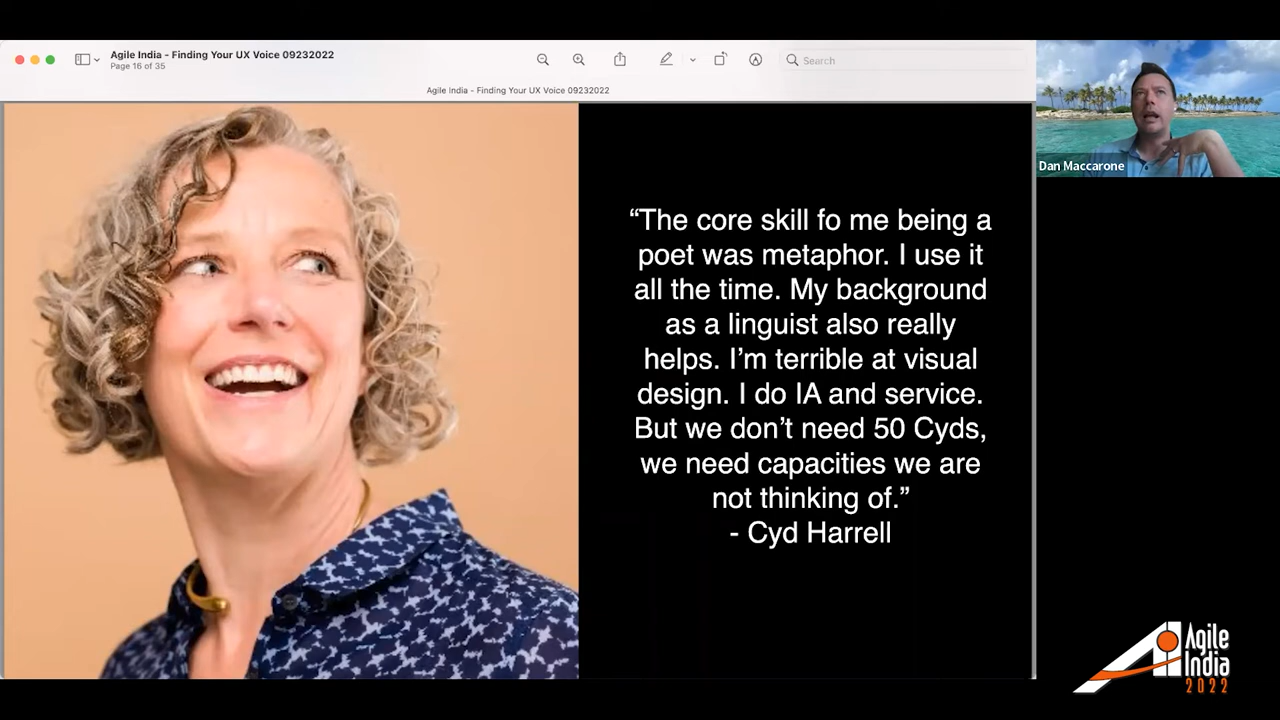 Agile India - Finding Your UX Voice 09232022
Page 16 of 35
Search
Agile India - Finding Your UX Voice 09232022
Dan Maccarone
“The core skill fo me being a
poet was metaphor. I use it
all the time. My background
as a linguist also really
helps. I’m terrible at visual
design. I do IA and service.
But we don’t need 50 Cyds,
we need capacities we are
not thinking of.”
- Cyd Harrell
Agile
India
2022